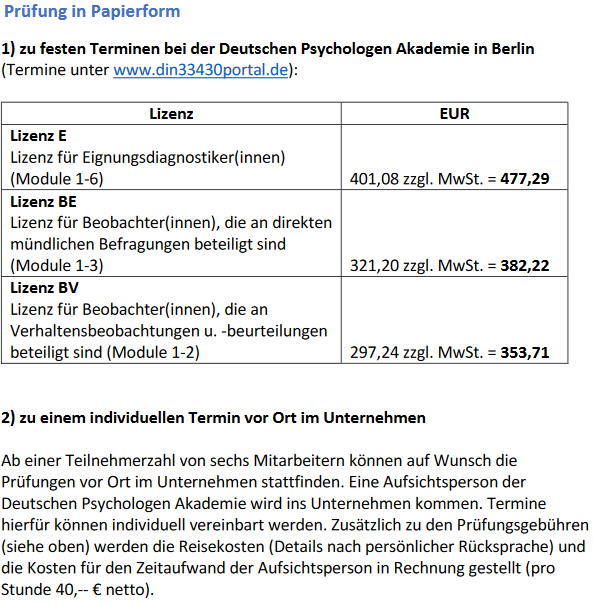 Prüfung in Papierform
1) zu festen Terminen bei der Deutschen Psychologen Akademie in Berlin
(Termine unter www.din33430portal.de):
Lizenz EUR
Lizenz E
Lizenz für Eignungsdiagnostiker(innen)
(Module 1-6) 401,08 zzgl. MwSt. = 477,29
Lizenz BE
Lizenz für Beobachter(innen), die an direkten
mündlichen Befragungen beteiligt sind
(Module 1-3) 321,20 zzgl. MwSt. = 382,22
Lizenz BV
Lizenz für Beobachter(innen), die an
Verhaltensbeobachtungen u. -beurteilungen
beteiligt sind (Module 1-2) 297,24 zzgl. MwSt. = 353,71
2) zu einem individuellen Termin vor Ort im Unternehmen
Ab einer Teilnehmerzahl von sechs Mitarbeitern können auf Wunsch die
Prüfungen vor Ort im Unternehmen stattfinden. Eine Aufsichtsperson der
Deutschen Psychologen Akademie wird ins Unternehmen kommen. Termine
hierfür können individuell vereinbart werden. Zusätzlich zu den Prüfungsgebühren
(siehe oben) werden die Reisekosten (Details nach persönlicher Rücksprache) und
die Kosten für den Zeitaufwand der Aufsichtsperson in Rechnung gestellt (pro
Stunde 40,-- € netto).